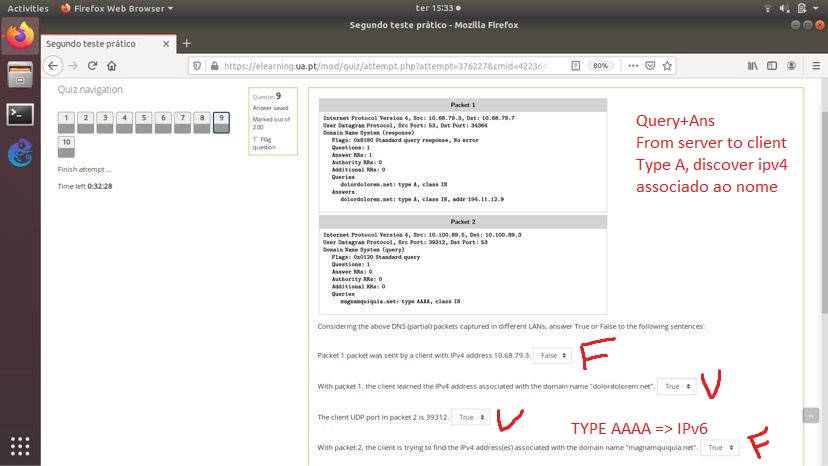 Activities Firefox Web Browser ter 15:33
Segundo teste prático - Mozilla Firefox
Segundo teste prático
https://elearning.ua.pt/mod/quiz/attempt.php?attempt=376227&cmid=42236 80%
Quiz navigation
1 2 3 4 5 6 7 8 9
10
Finish attempt ...
Time left 0:32:28
Question 9
Answer saved
Marked out of
2.00
Flag
question
Packet 1
Internet Protocol Version 4, Src: 10.68.79.3, Dst: 10.68.79.7
User Datagram Protocol, Src Port: 53, Dst Port: 34364
Domain Name System (response)
Flags: 0x8180 Standard query response, No error
Questions: 1
Answer RRs: 1
Authority RRs: 0
Additional RRs: 0
Queries
dolordolorem.net: type A, class IN
Answers
dolordolorem.net: type A, class IN, addr 194.11.12.9
Packet 2
Internet Protocol Version 4, Src: 10.100.89.5, Dst: 10.100.89.3
User Datagram Protocol, Src Port: 39312, Dst Port: 53
Domain Name System (query)
Flags: 0x0120 Standard query
Questions: 1
Answer RRs: 0
Authority RRs: 0
Additional RRs: 0
Queries
magnamquiquia.net: type AAAA, class IN
Query+Ans
From server to client
Type A, discover ipv4
associado ao nome
Considering the above DNS (partial) packets captured in different LANs, answer True or False to the following sentences:
Packet 1 packet was sent by a client with IPv4 address 10.68.79.3. False F
With packet 1, the client learned the IPv4 address associated with the domain name "dolordolorem.net". True V
The client UDP port in packet 2 is 39312. True V
TYPE AAAA => IPv6
With packet 2, the client is trying to find the IPv4 address(es) associated with the domain name "magnamquiquia.net". True F